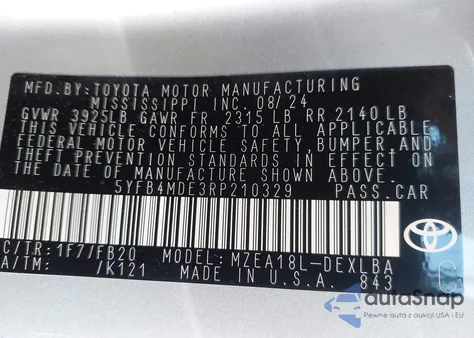 MFD.BY:TOYOTA MOTOR MANUFACTURING
MISSISSIPPI INC. 08/24
GVWR 3925LB GAWR FR 2315 LB RR 2140LB
THIS VEHICLE CONFORMS TO ALL APPLICABLE
FEDERAL MOTOR VEHICLE SAFETY, BUMPER, AND
THEFT PREVENTION STANDARDS IN EFFECT ON
THE DATE OF MANUFACTURE SHOWN ABOVE.
5YFB4MDE3RP210329 PASS.CAR
C/TR:1F7/FB20 MODEL:MZEA18L-DEXLBA
A/TM: /K121 MADE IN U.S.A. 843
C
TOYOTA
autoSnap
Pewne auta z aukcji USA i EU